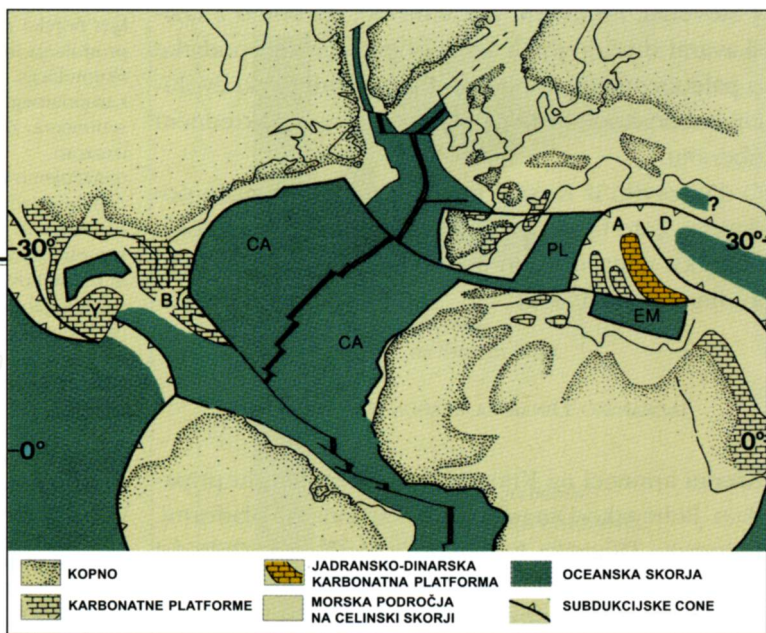 ?
30°
A
D
30°
CA
PL
B
Y
EM
CA
0°
0°
KOPNO
JADRANSKO-DINARSKA
KARBONATNA PLATFORMA
OCEANSKA SKORJA
KARBONATNE PLATFORME
MORSKA PODROČJA
NA CELINSKI SKORJI
SUBDUKCIJSKE CONE